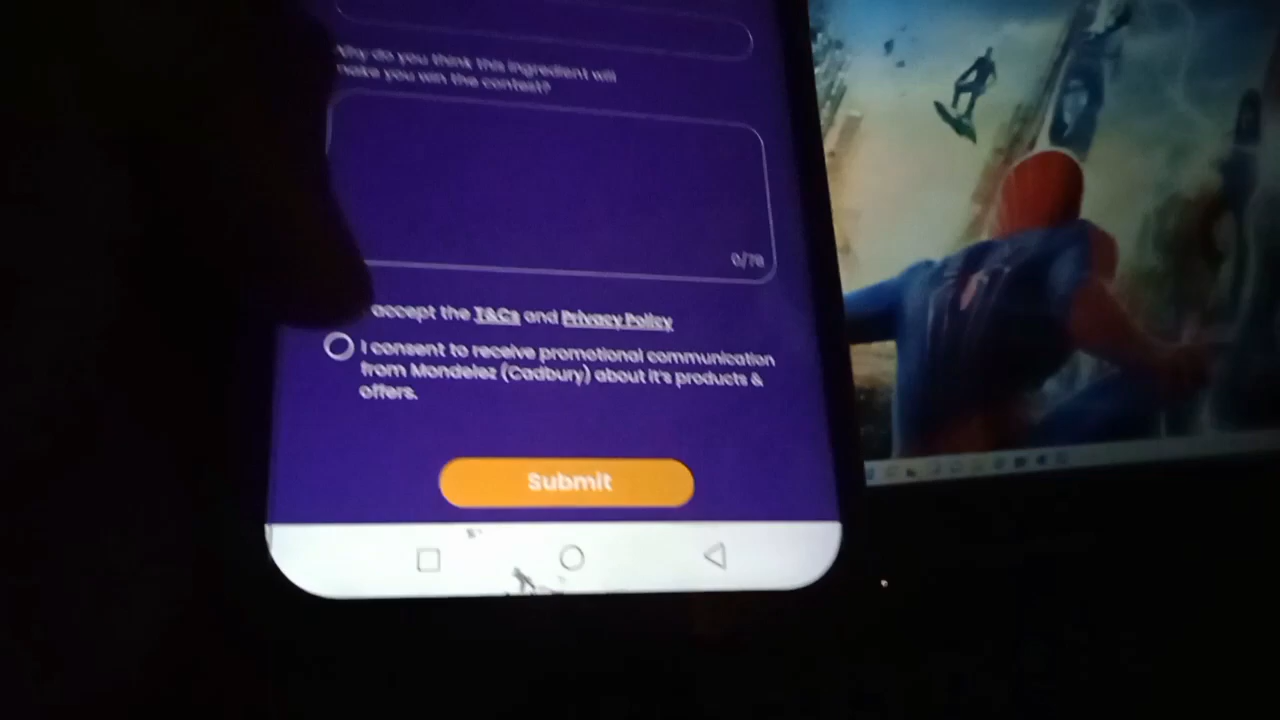 Why do you think this ingredient will
make you win the contest?
0/78
accept the T&Cs and Privacy Policy
I consent to receive promotional communication
from Mondelez (Cadbury) about it's products &
offers.
Submit